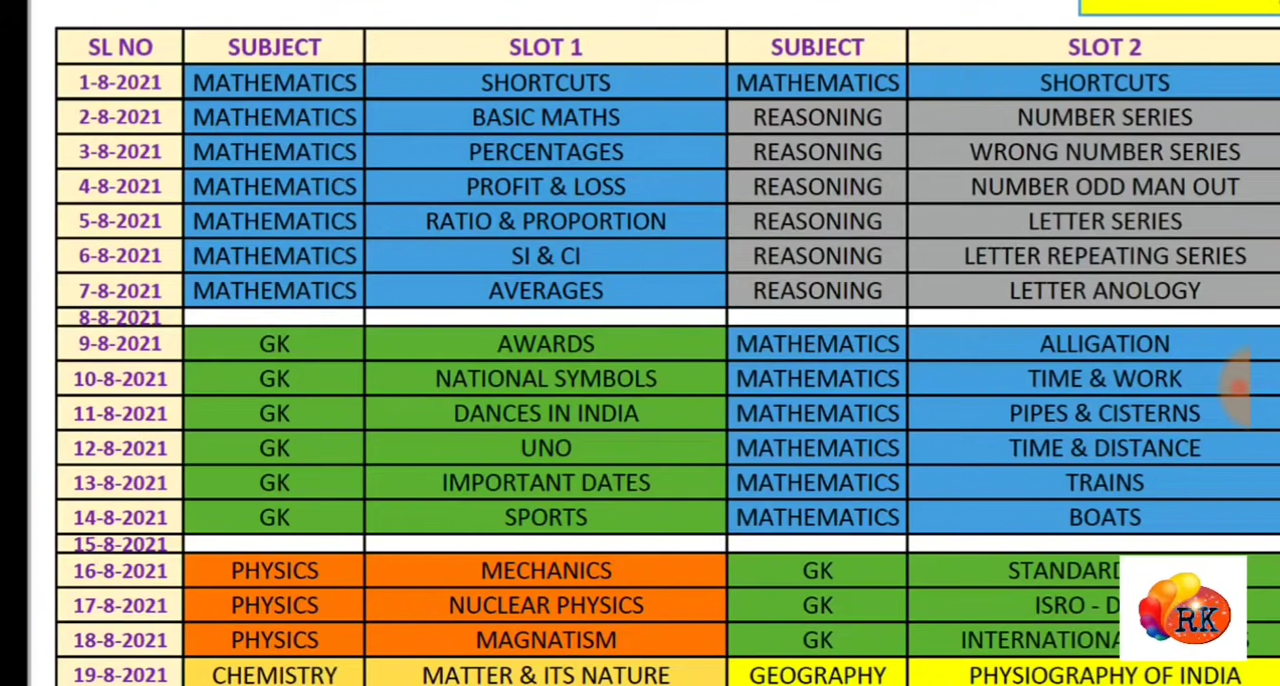 SL NO SUBJECT SLOT 1 SUBJECT SLOT 2
1-8-2021 MATHEMATICS SHORTCUTS MATHEMATICS SHORTCUTS
2-8-2021 MATHEMATICS BASIC MATHS REASONING NUMBER SERIES
3-8-2021 MATHEMATICS PERCENTAGES REASONING WRONG NUMBER SERIES
4-8-2021 MATHEMATICS PROFIT & LOSS REASONING NUMBER ODD MAN OUT
5-8-2021 MATHEMATICS RATIO & PROPORTION REASONING LETTER SERIES
6-8-2021 MATHEMATICS SI & CI REASONING LETTER REPEATING SERIES
7-8-2021 MATHEMATICS AVERAGES REASONING LETTER ANOLOGY
8-8-2021
9-8-2021 GK AWARDS MATHEMATICS ALLIGATION
10-8-2021 GK NATIONAL SYMBOLS MATHEMATICS TIME & WORK
11-8-2021 GK DANCES IN INDIA MATHEMATICS PIPES & CISTERNS
12-8-2021 GK UNO MATHEMATICS TIME & DISTANCE
13-8-2021 GK IMPORTANT DATES MATHEMATICS TRAINS
14-8-2021 GK SPORTS MATHEMATICS BOATS
15-8-2021
16-8-2021 PHYSICS MECHANICS GK
17-8-2021 PHYSICS NUCLEAR PHYSICS GK ISRO -
18-8-2021 PHYSICS MAGNATISM GK
19-8-2021 CHEMISTRY MATTER & ITS NATURE GEOGRAPHY PHYSIOGRAPHY OF INDIA
RK